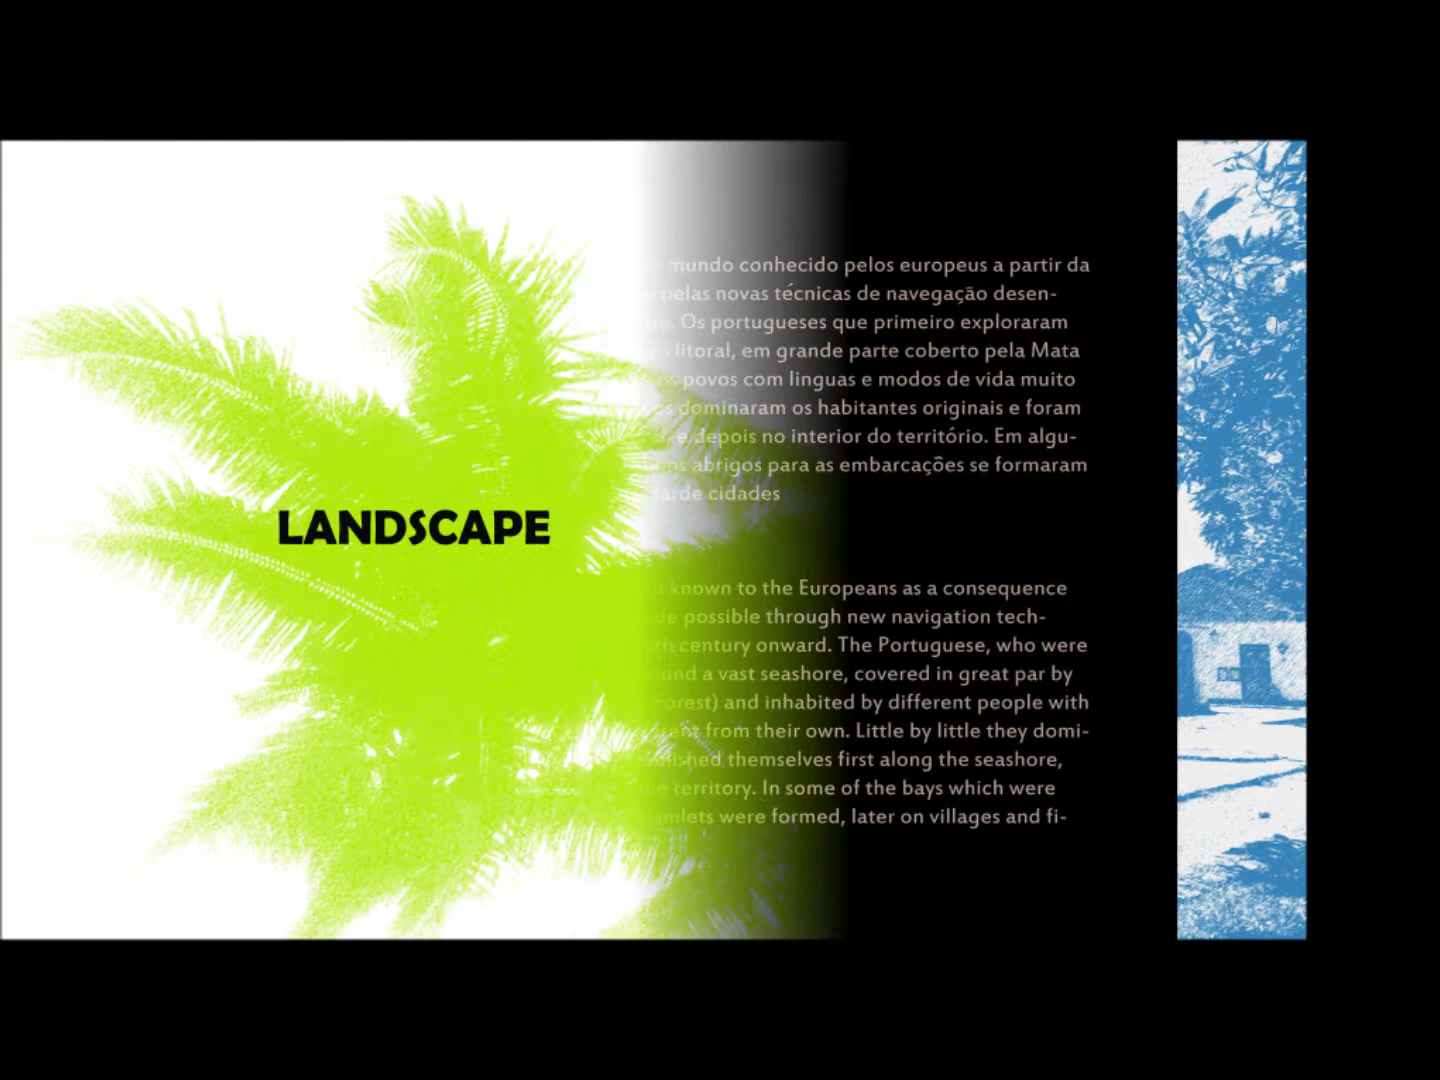 LANDSCAPE
mundo conhecido pelos europeus a partir da
pelas novas técnicas de navegação desen-
Os portugueses que primeiro exploraram
litoral, em grande parte coberto pela Mata
povos com linguas e modos de vida muito
dominaram os habitantes originais e foram
e depois no interior do território. Em algu-
abrigos para as embarcações se formaram
de cidades
known to the Europeans as a consequence
possible through new navigation tech-
century onward. The Portuguese, who were
a vast seashore, covered in great par by
and inhabited by different people with
from their own. Little by little they domi-
themselves first along the seashore,
territory. In some of the bays which were
were formed, later on villages and fi-